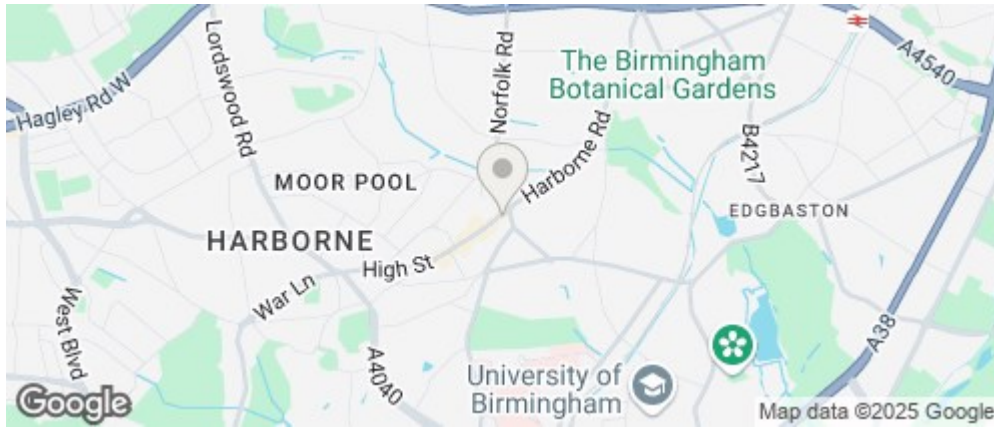 Lordswood Rd
Hagley Rd W
Norfolk Rd
The Birmingham
Botanical Gardens
A4540
B4217
Harborne Rd
MOOR POOL
EDGBASTON
HARBORNE
High St
War Ln
West Blvd
A38
A4040
University of
Birmingham
Google
Map data ©2025 Google